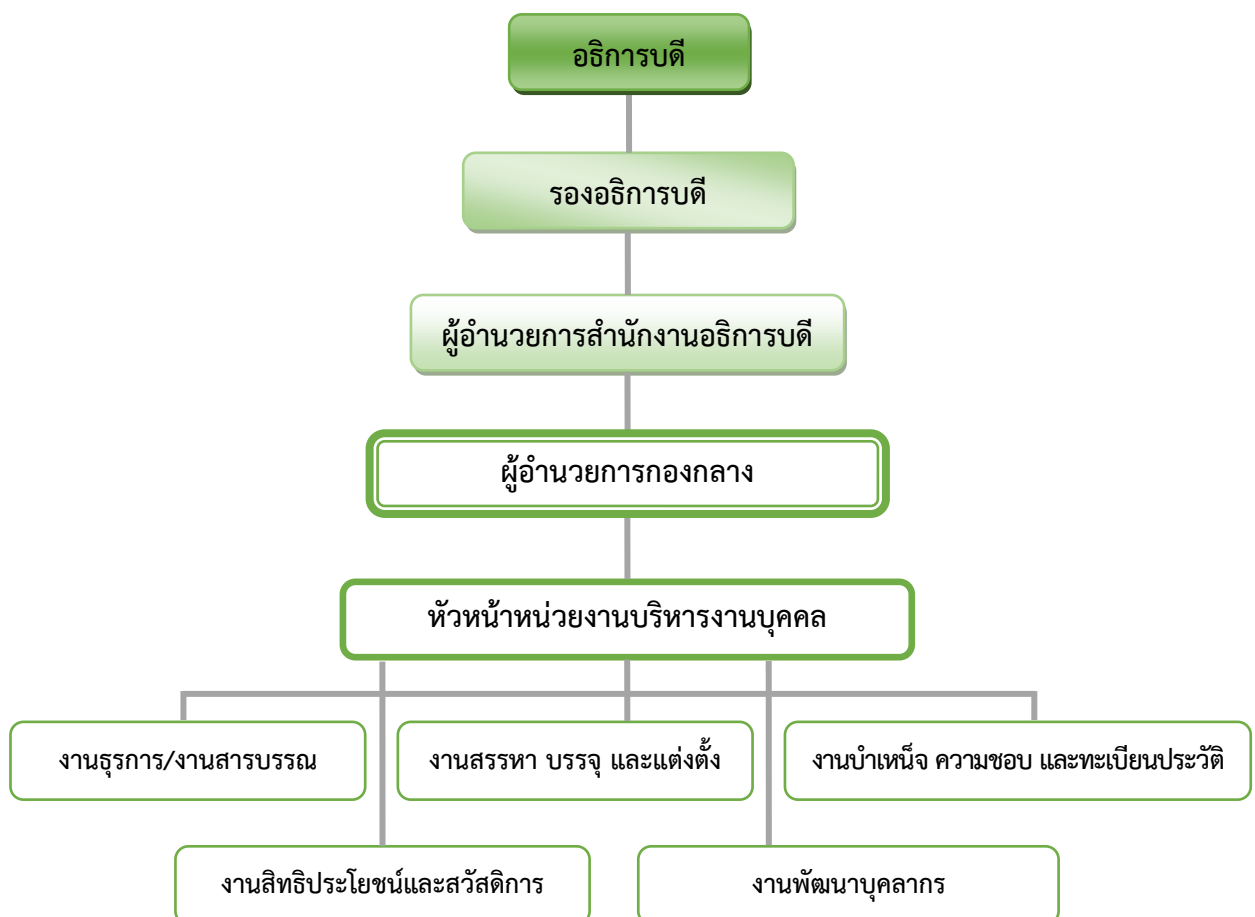 อธิการบดี
รองอธิการบดี
ผู้อำนวยการสำนักงานอธิการบดี
ผู้อำนวยการกองกลาง
หัวหน้าหน่วยงานบริหารงานบุคคล
งานธุรการ/งานสารบรรณ
งานสรรหา บรรจุ และแต่งตั้ง
งานบำเหน็จ ความชอบ และทะเบียนประวัติ
งานสิทธิประโยชน์และสวัสดิการ
งานพัฒนาบุคลากร